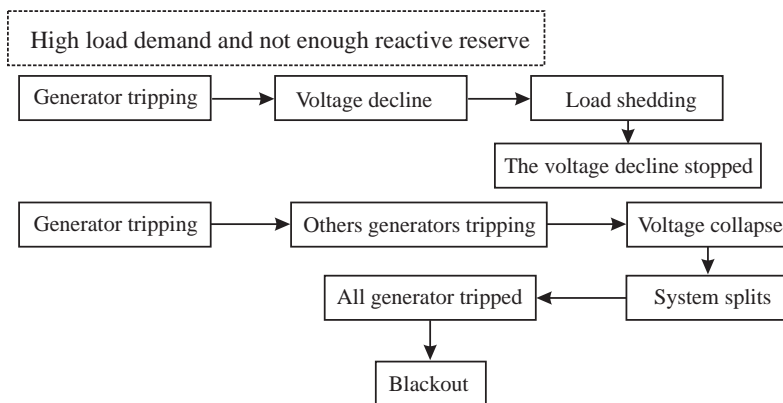 High load demand and not enough reactive reserve
Generator tripping
Voltage decline
Load shedding
The voltage decline stopped
Generator tripping
Others generators tripping
Voltage collapse
System splits
All generator tripped
Blackout